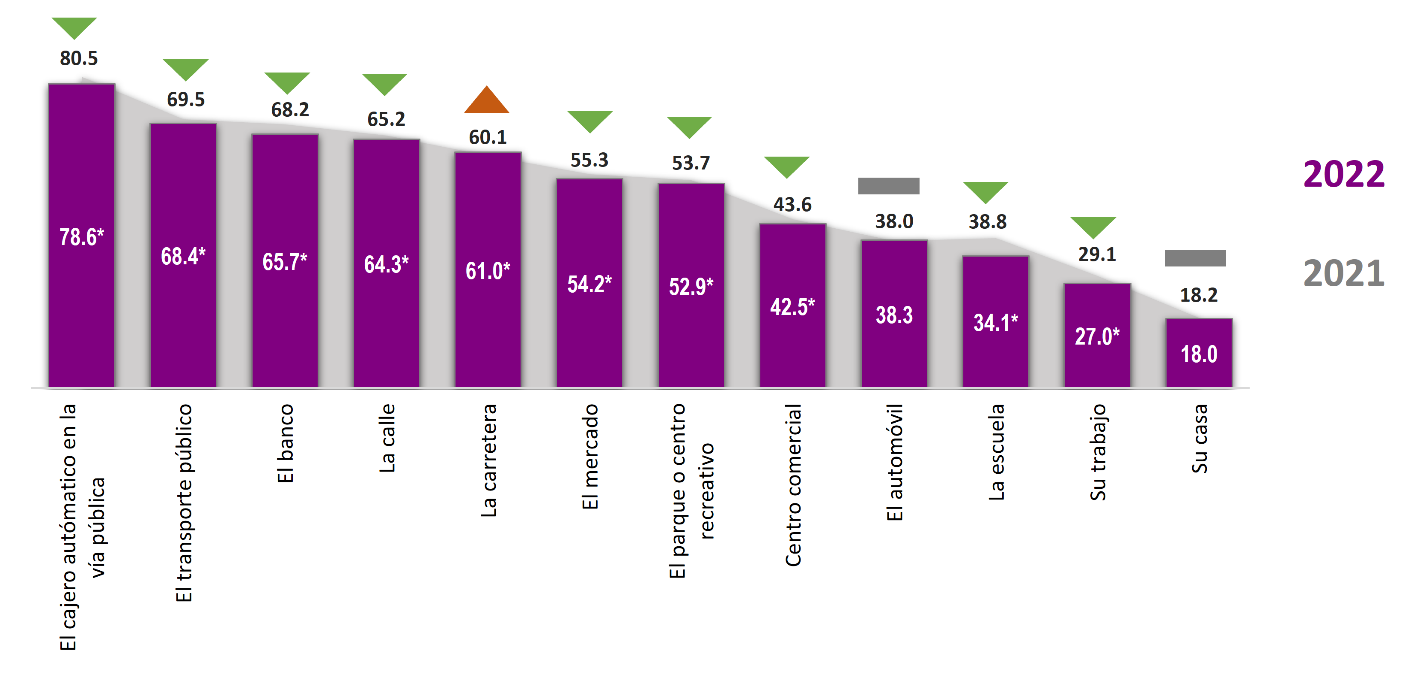 80.5
69.5
68.2
65.2
60.1
55.3
53.7
43.6
38.0
38.8
29.1
18.2
78.6*
68.4*
65.7*
64.3*
61.0*
54.2*
52.9*
42.5*
38.3
34.1*
27.0*
18.0
2022
2021
El cajero autómatico en la
vía pública
El transporte público
El banco
La calle
La carretera
El mercado
El parque o centro
recreativo
Centro comercial
El automóvil
La escuela
Su trabajo
Su casa